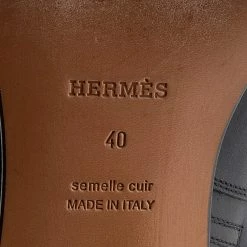 HERMÈS
40
semelle cuir
MADE IN ITALY